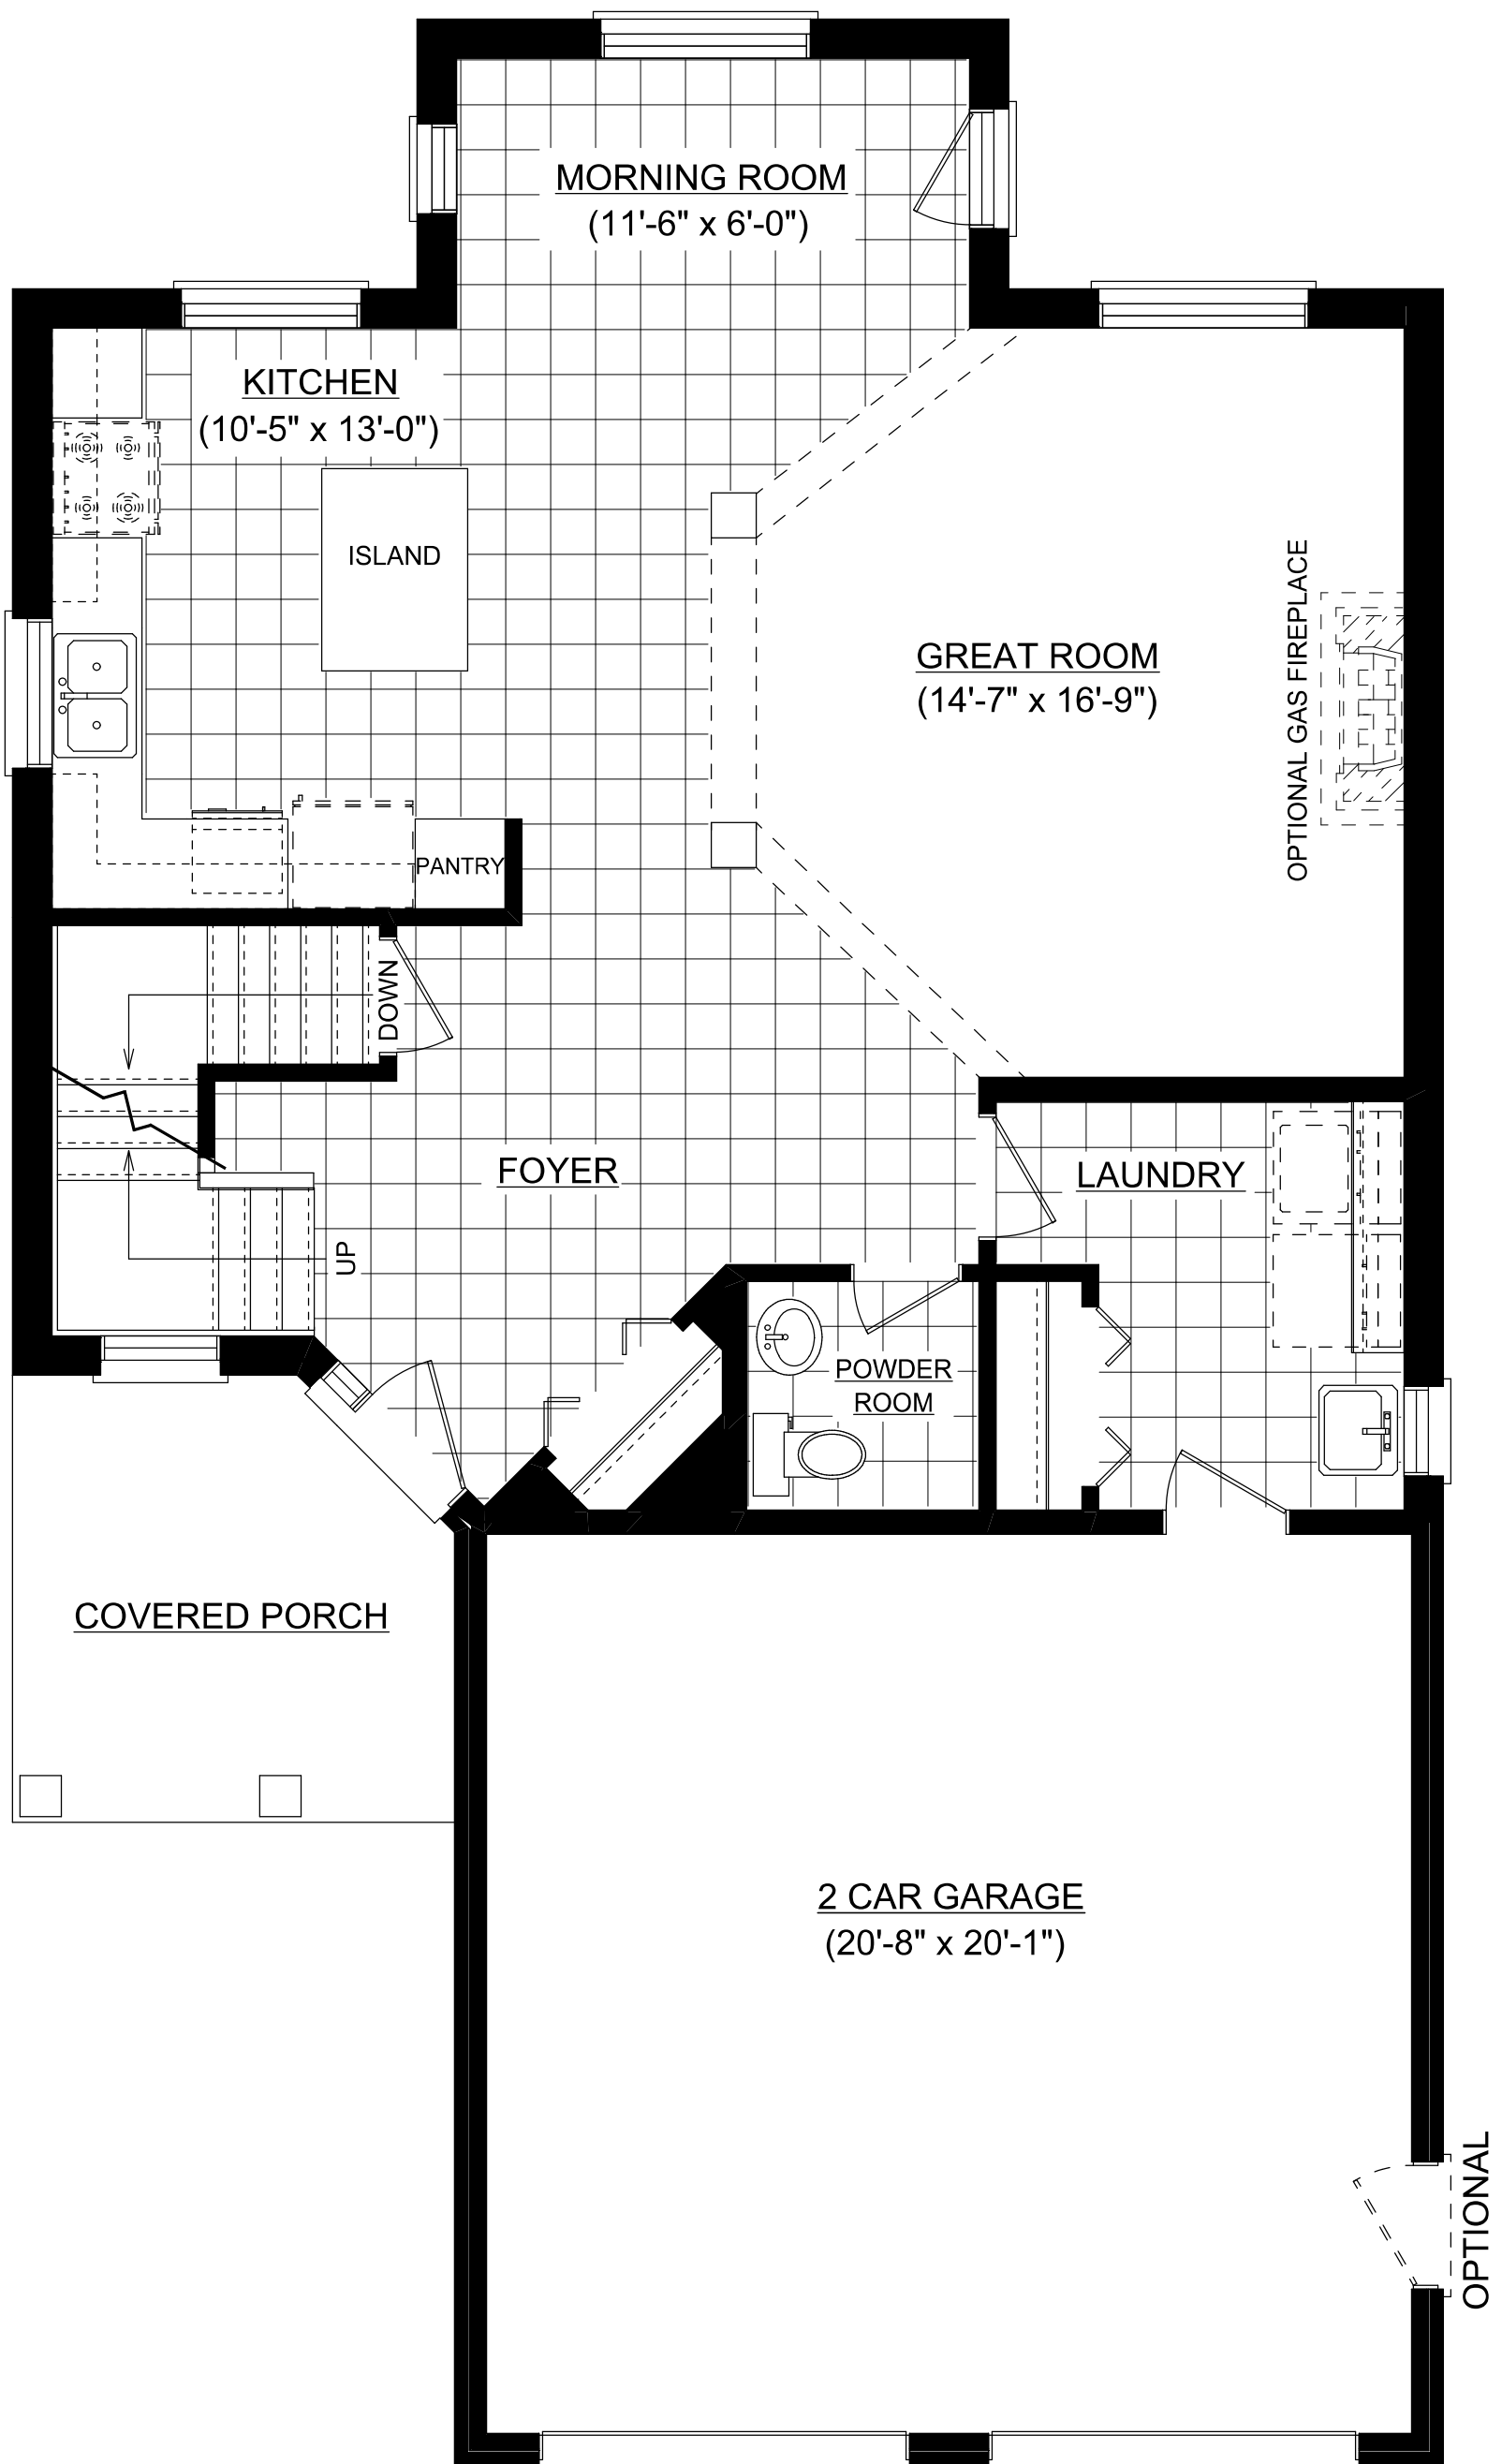 MORNING ROOM
(11'-6" x 6'-0")
KITCHEN
(10'-5" x 13'-0")
ISLAND
GREAT ROOM
(14'-7" x 16'-9")
OPTIONAL GAS FIREPLACE
PANTRY
DOWN
FOYER
LAUNDRY
UP
POWDER
ROOM
COVERED PORCH
2 CAR GARAGE
(20'-8" x 20'-1")
OPTIONAL